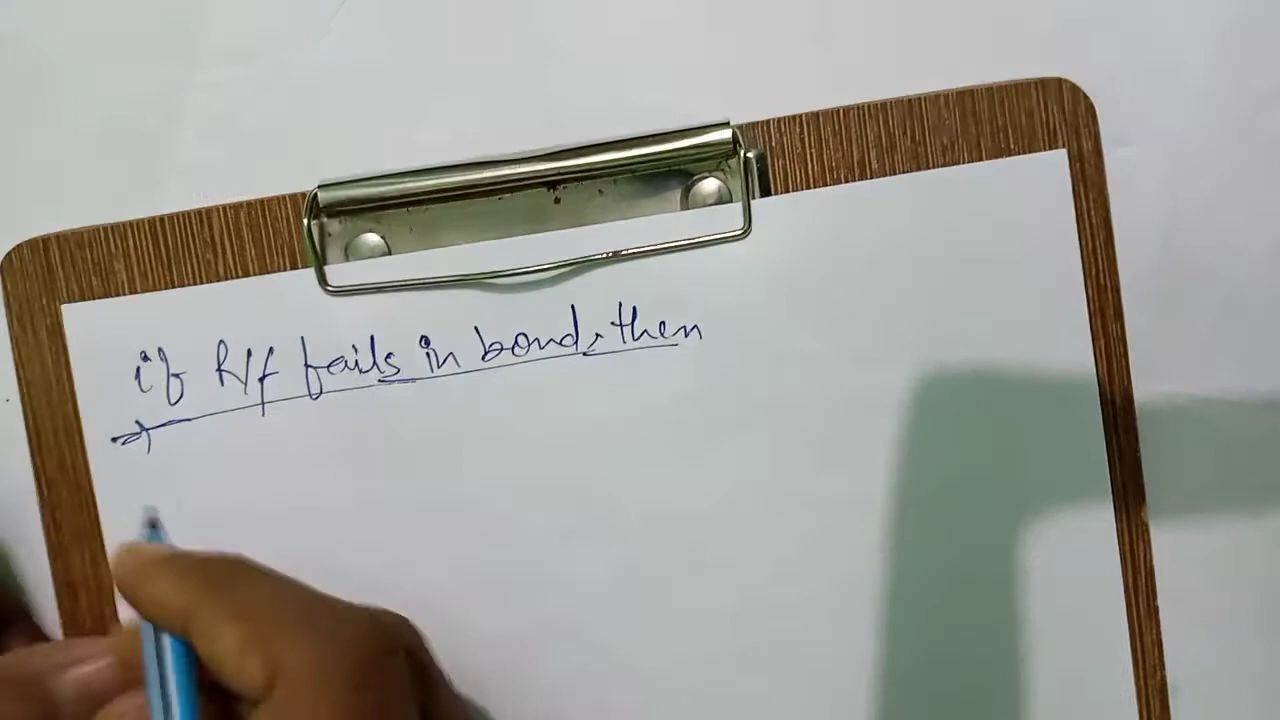 if R/f fails in bond, then